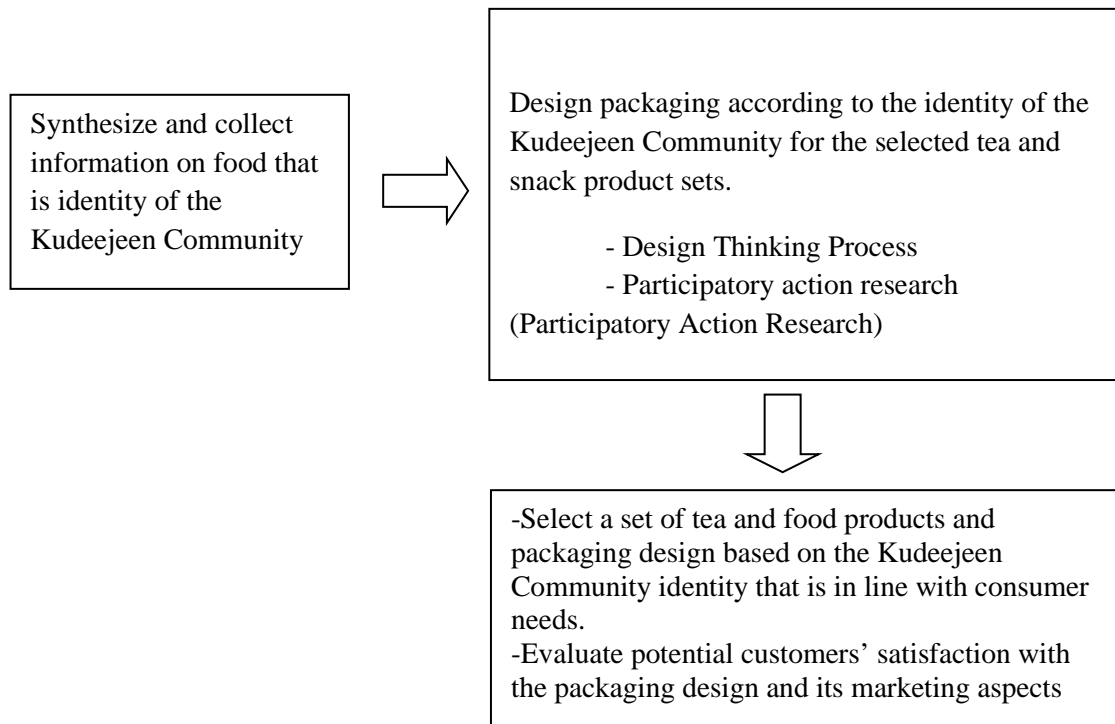 Synthesize and collect
information on food that
is identity of the
Kudeejeen Community
Design packaging according to the identity of the
Kudeejeen Community for the selected tea and
snack product sets.
- Design Thinking Process
- Participatory action research
(Participatory Action Research)
-Select a set of tea and food products and
packaging design based on the Kudeejeen
Community identity that is in line with consumer
needs.
-Evaluate potential customers’ satisfaction with
the packaging design and its marketing aspects